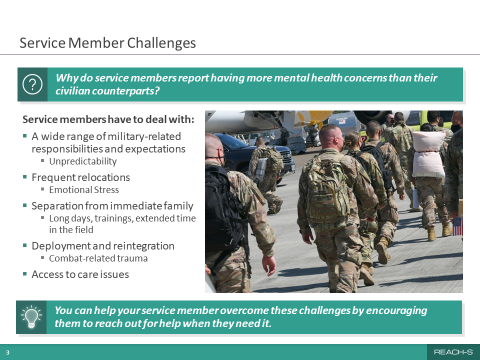 Service Member Challenges
?
Why do service members report having more mental health concerns than their
civilian counterparts?
Service members have to deal with:
▪ A wide range of military-related
responsibilities and expectations
▪ Unpredictability
▪ Frequent relocations
▪ Emotional Stress
▪ Separation from immediate family
▪ Long days, trainings, extended time
in the field
▪ Deployment and reintegration
▪ Combat-related trauma
▪ Access to care issues
You can help your service member overcome these challenges by encouraging
them to reach out for help when they need it.
3
REACH-S